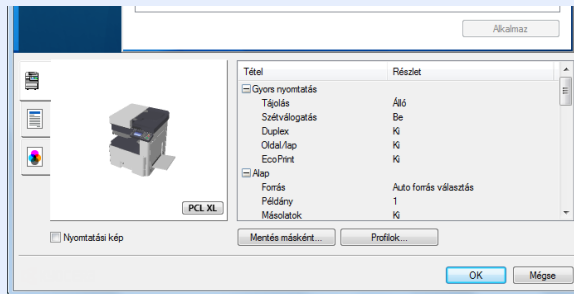 Alkalmaz
Tétel Részlet
Gyors nyomtatás
Tájolás Álló
Szétválogatás Be
Duplex Ki
Oldal/lap Ki
EcoPrint Ki
Alap
Forrás Auto forrás választás
Példány 1
Másolatok Ki
PCL XL
Nyomtatási kép Mentés másként... Profilok...
OK Mégse